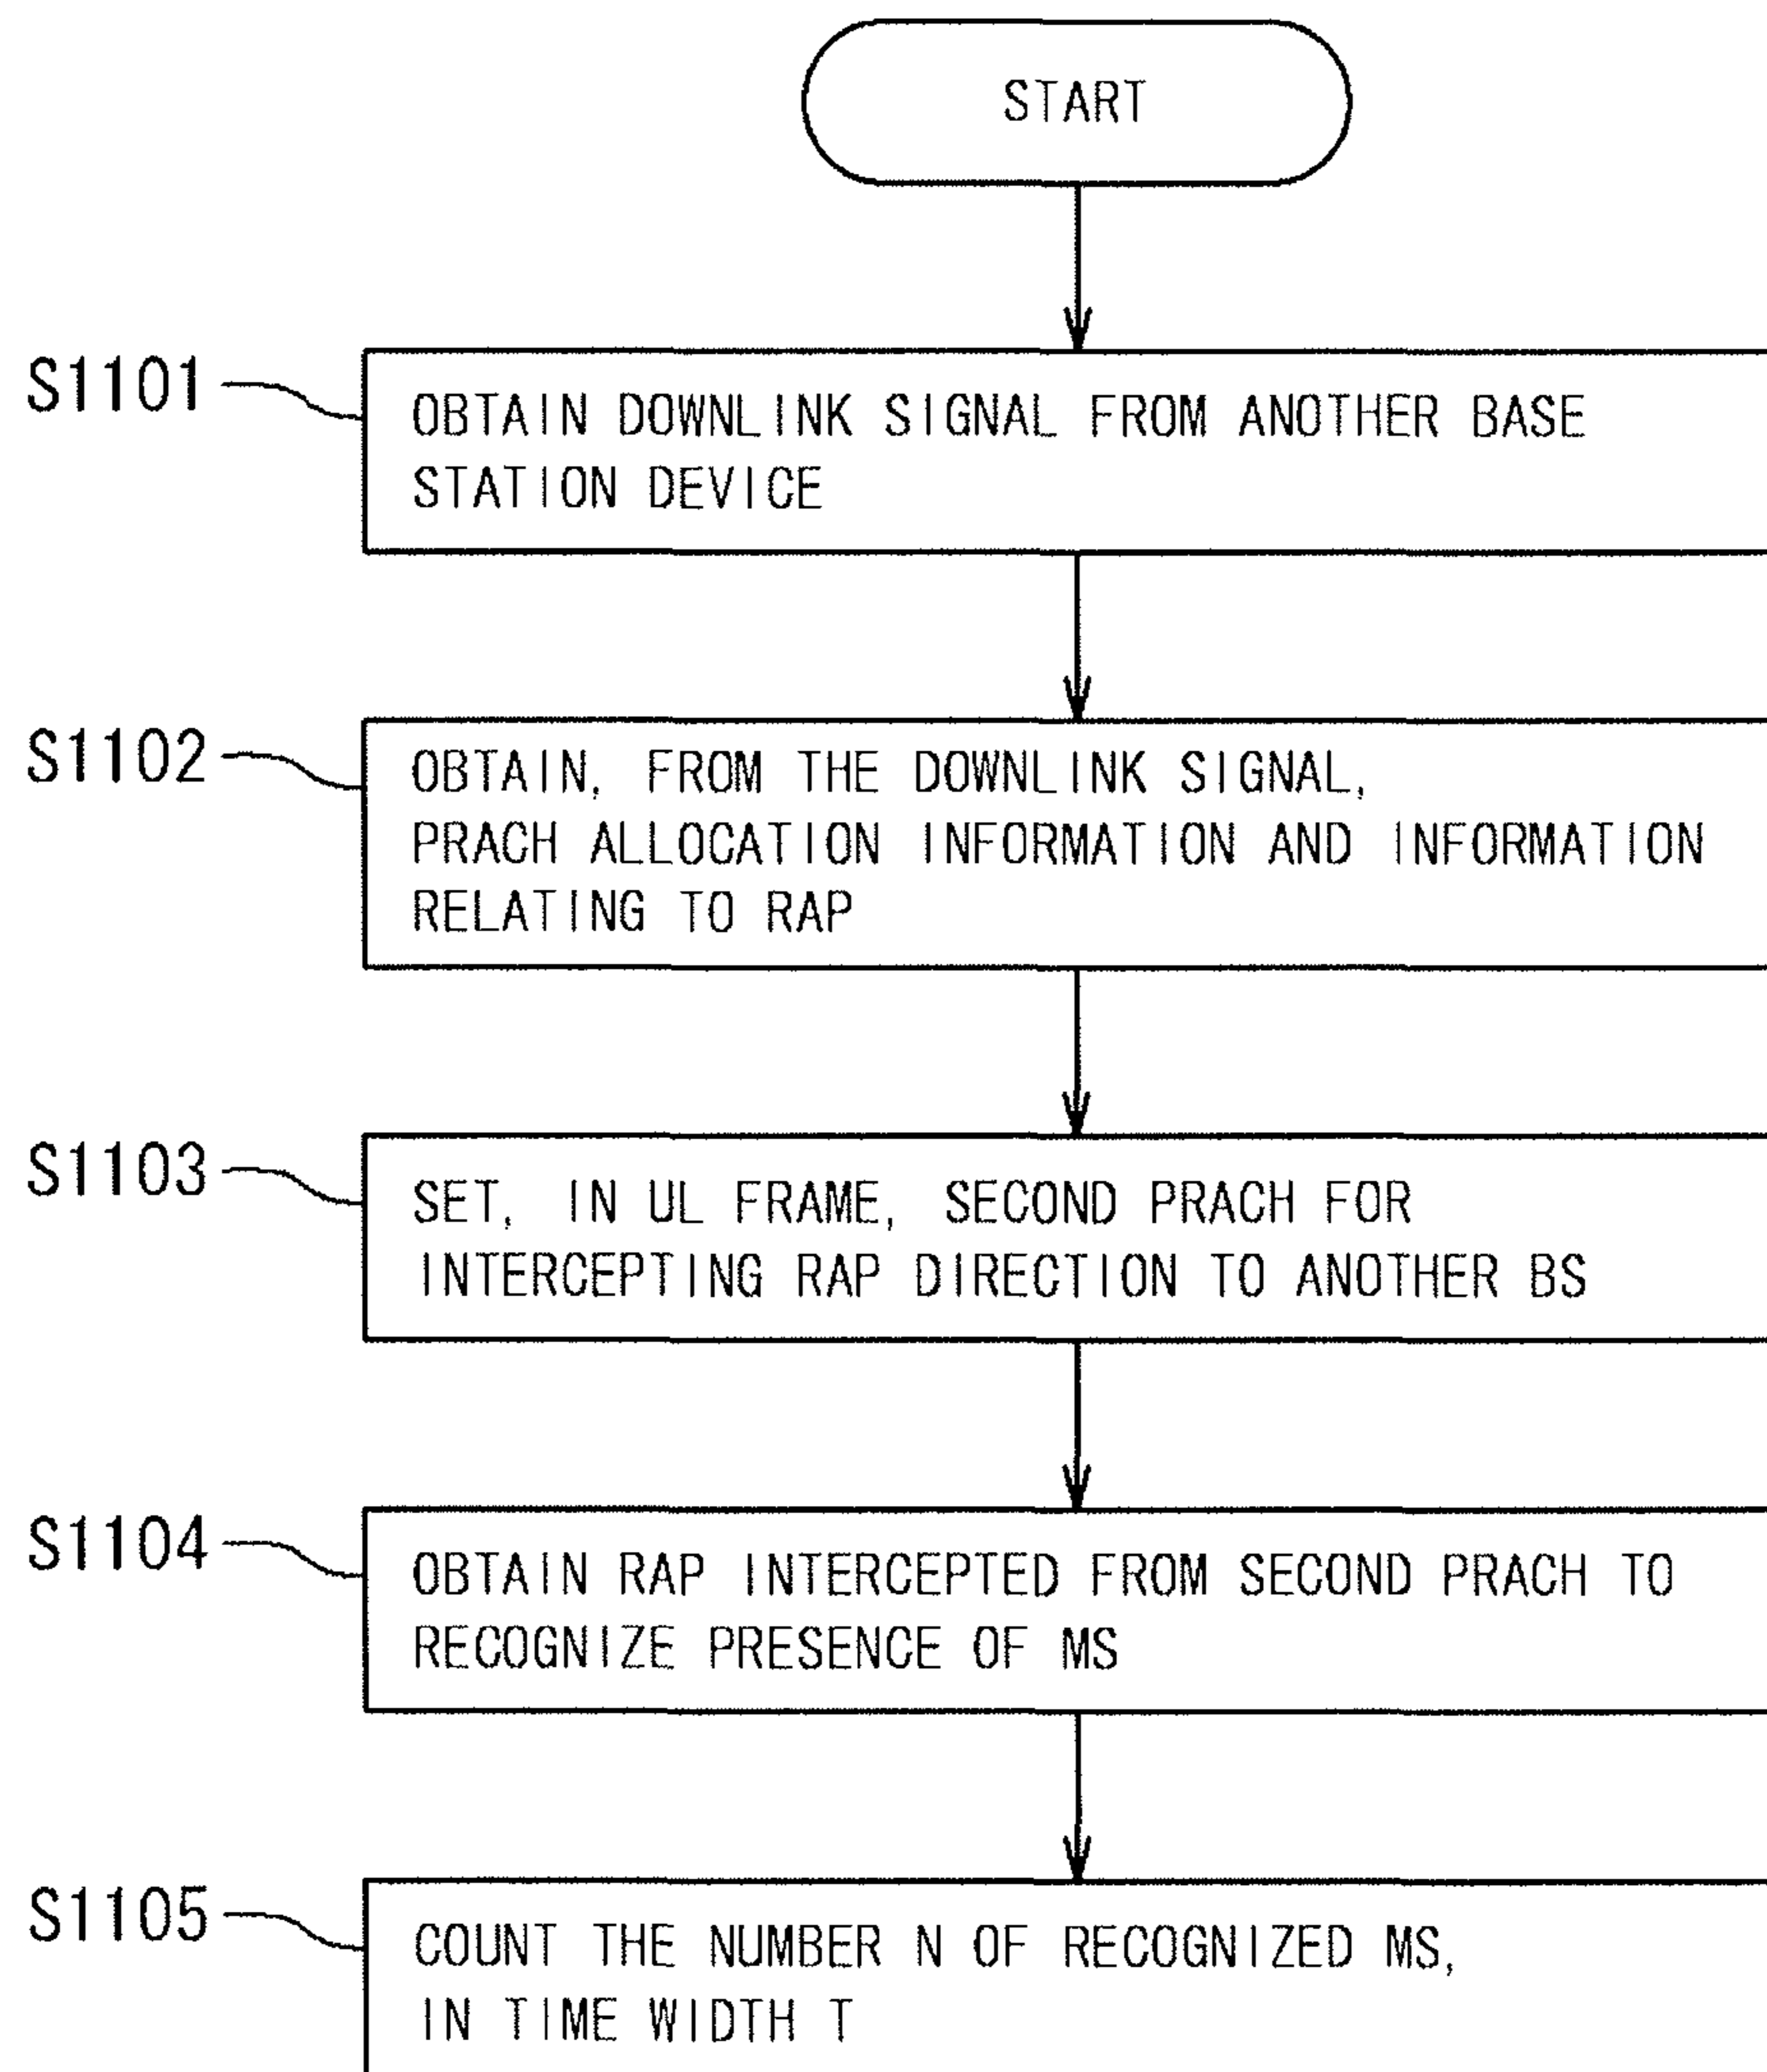 START
S1101
OBTAIN DOWNLINK SIGNAL FROM ANOTHER BASE
STATION DEVICE
S1102
OBTAIN, FROM THE DOWNLINK SIGNAL,
PRACH ALLOCATION INFORMATION AND INFORMATION
RELATING TO RAP
S1103
SET, IN UL FRAME, SECOND PRACH FOR
INTERCEPTING RAP DIRECTION TO ANOTHER BS
S1104
OBTAIN RAP INTERCEPTED FROM SECOND PRACH TO
RECOGNIZE PRESENCE OF MS
S1105
COUNT THE NUMBER N OF RECOGNIZED MS,
IN TIME WIDTH T